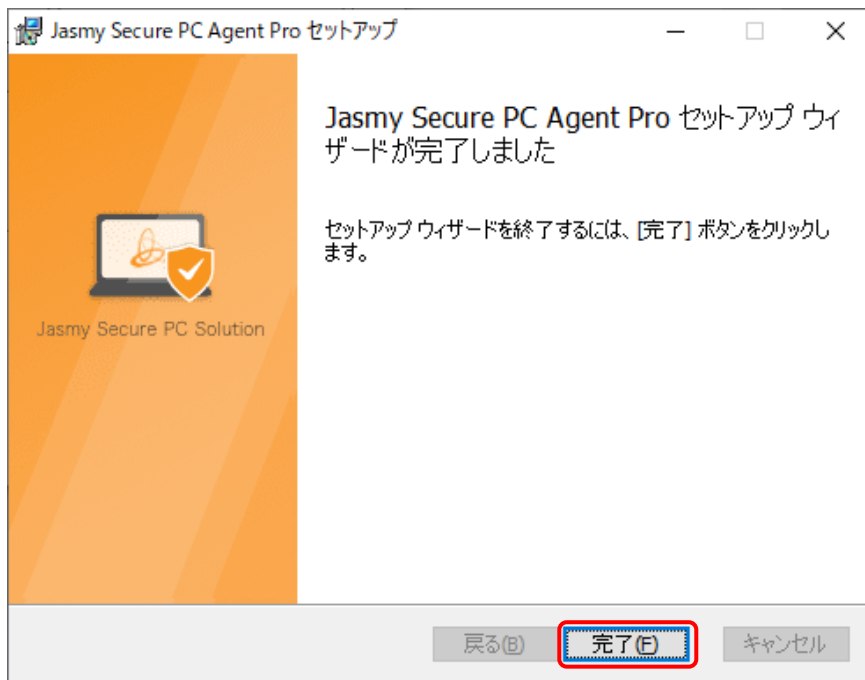 Jasmy Secure PC Agent Pro セットアップ
Jasmy Secure PC Agent Pro セットアップ ウィ
ザードが完了しました
セットアップ ウィザードを終了するには、[完了] ボタンをクリックし
ます。
Jasmy Secure PC Solution
戻る(B)
完了(F)
キャンセル